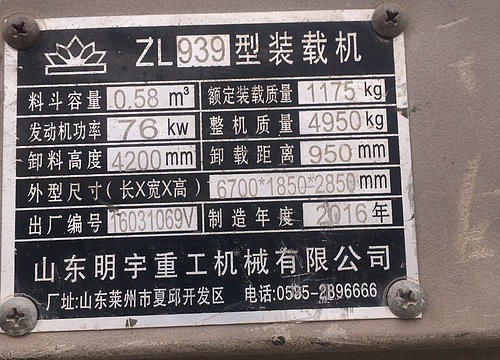 ZL939型装载机
料斗容量 0.58 m³ 额定装载质量 1175 kg
发动机功率 76 kw 整机质量 4950 kg
卸料高度 4200 mm 卸载距离 950 mm
外型尺寸(长X宽X高) 6700*1850*2850 mm
出厂编号 16031069V 制造年度 2016年
山东明宇重工机械有限公司
厂址:山东莱州市夏邱开发区 电话:0535-2896666